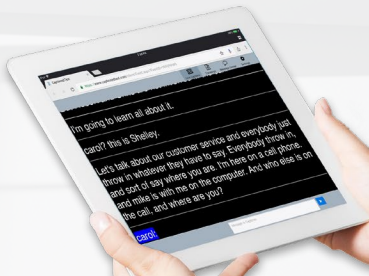 I'm going to learn all about it.
carol? this is Shelley.
Let's talk about our customer service and everybody just
throw in whatever they have to say. Everybody throw in,
and sort of say where you are. I'm here on a cell phone,
and mike is with me on the computer. And who else is on
the call, and where are you?
carol: